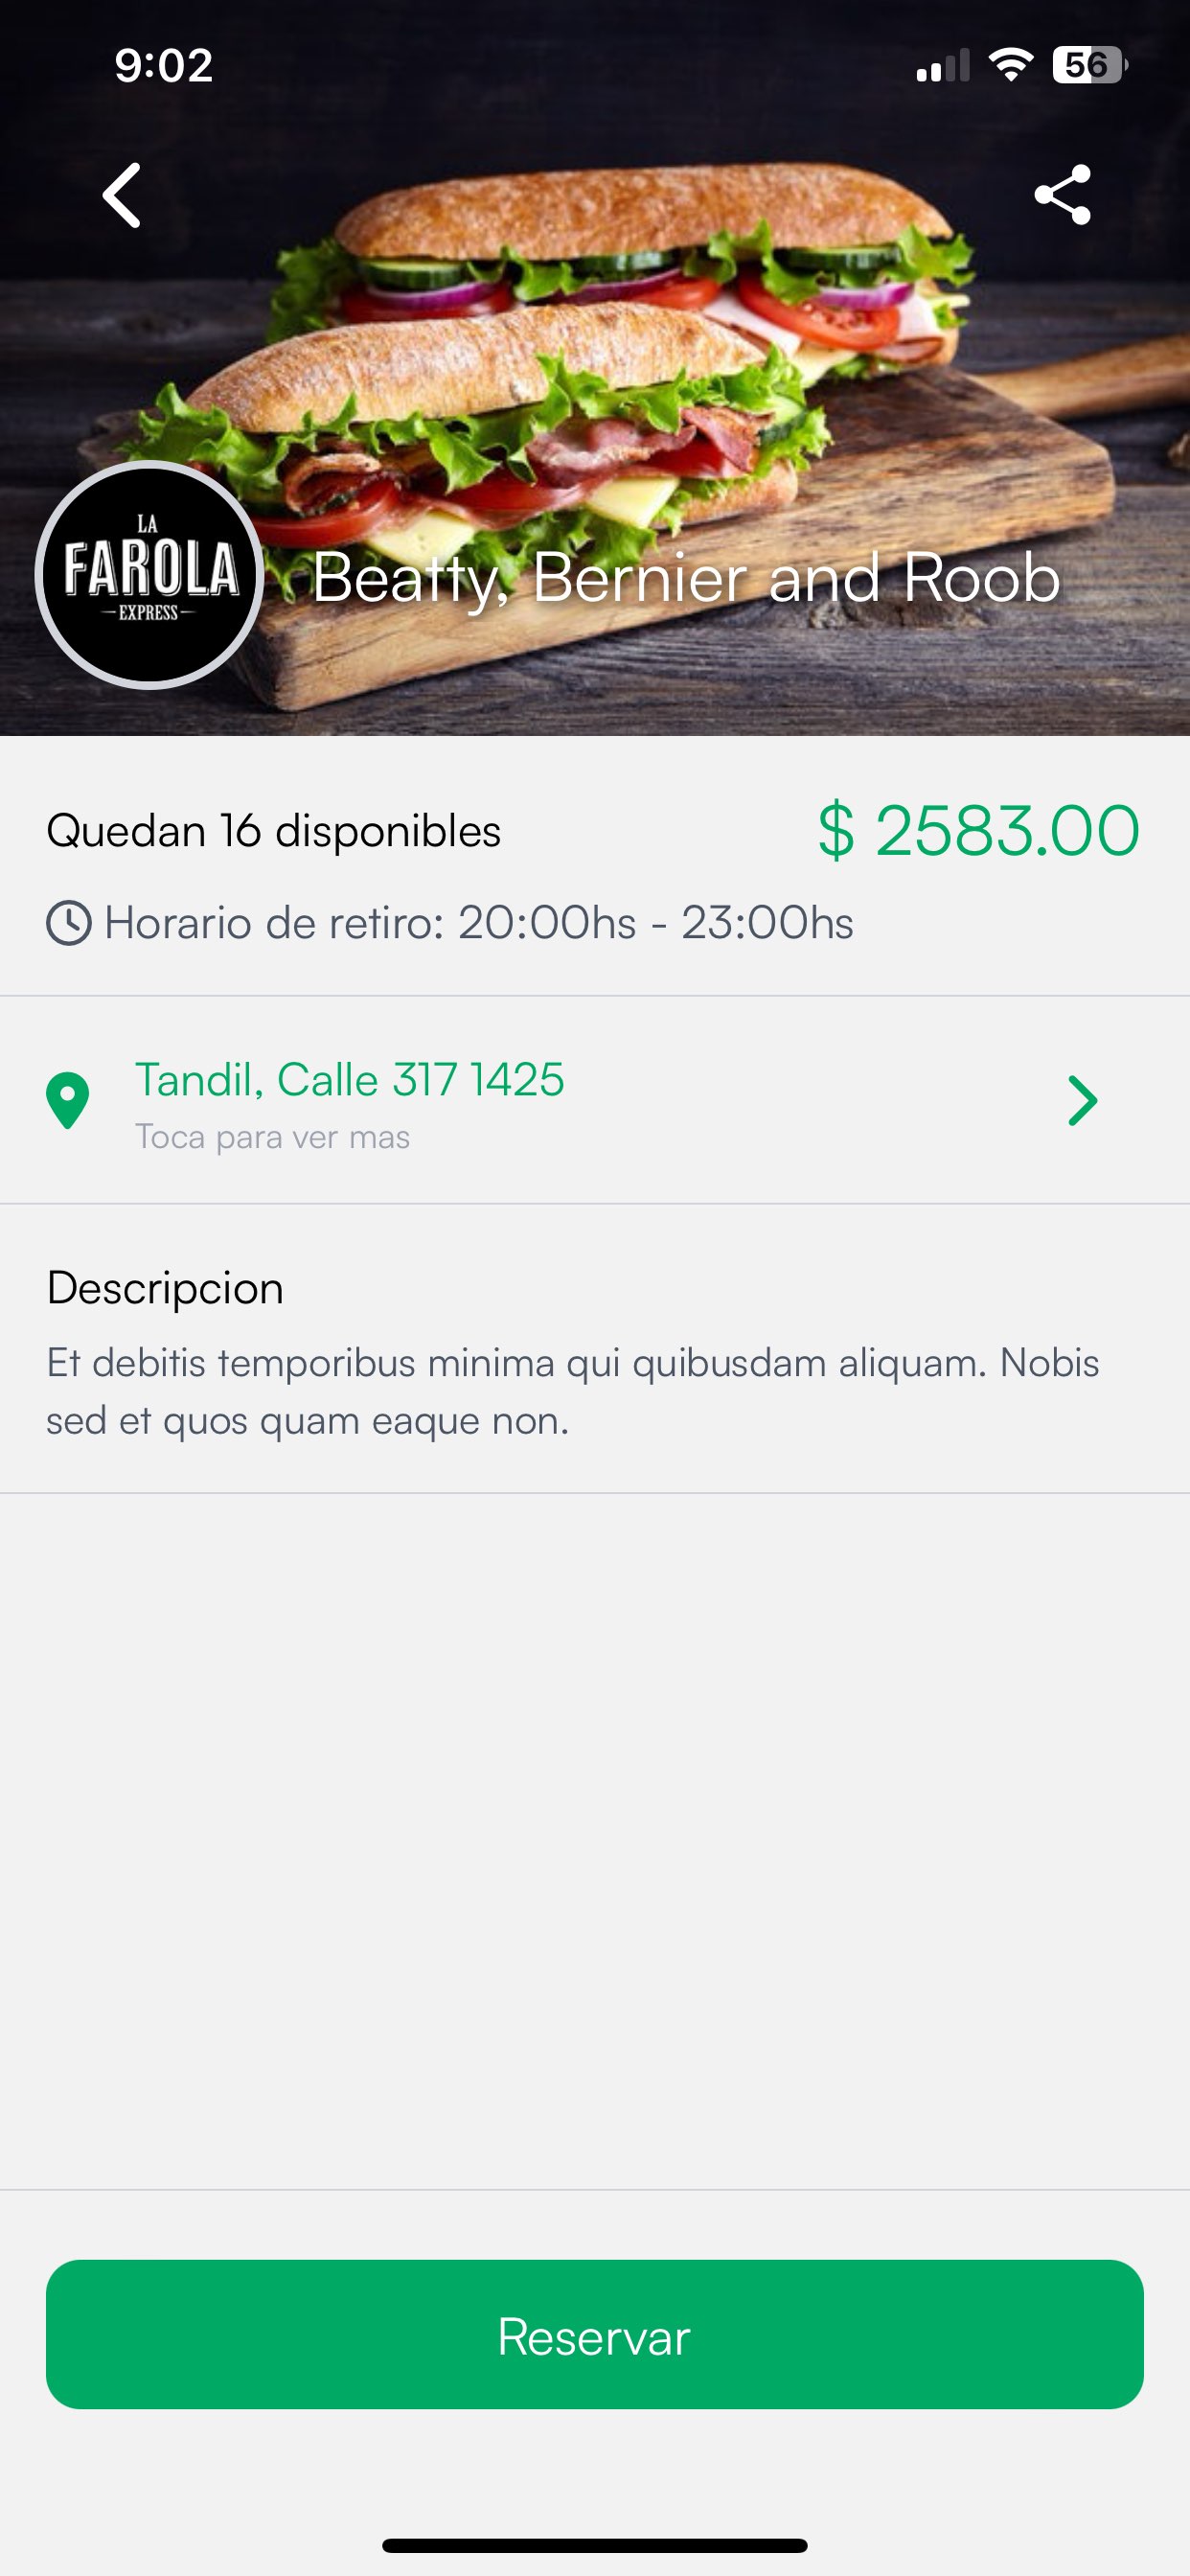 9:02
56
LA
FAROLA
EXPRESS
Beatty, Bernier and Roob
Quedan 16 disponibles
$ 2583.00
Horario de retiro: 20:00hs - 23:00hs
Tandil, Calle 317 1425
Toca para ver mas
Descripcion
Et debitis temporibus minima qui quibusdam aliquam. Nobis
sed et quos quam eaque non.
Reservar